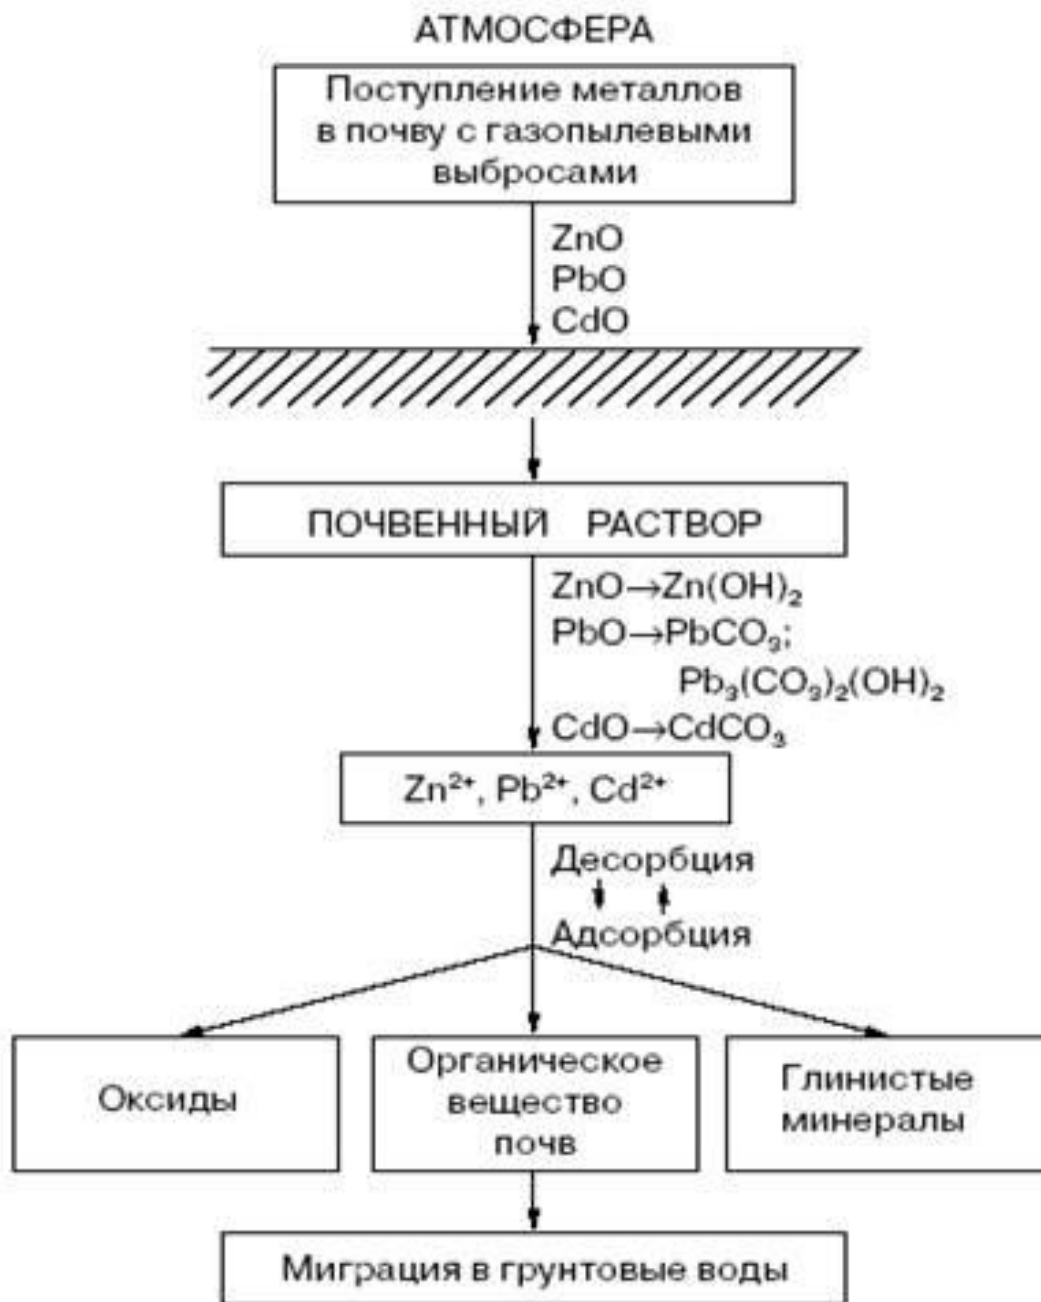 АТМОСФЕРА
Поступление металлов
в почву с газопылевыми
выбросами
ZnO
PbO
CdO
ПОЧВЕННЫЙ РАСТВОР
ZnO→Zn(OH)₂
PbO→PbCO₃;
Pb₃(CO₃)₂(OH)₂
CdO→CdCO₃
Zn²⁺, Pb²⁺, Cd²⁺
Десорбция
Адсорбция
Оксиды
Органическое
вещество
почв
Глинистые
минералы
Миграция в грунтовые воды